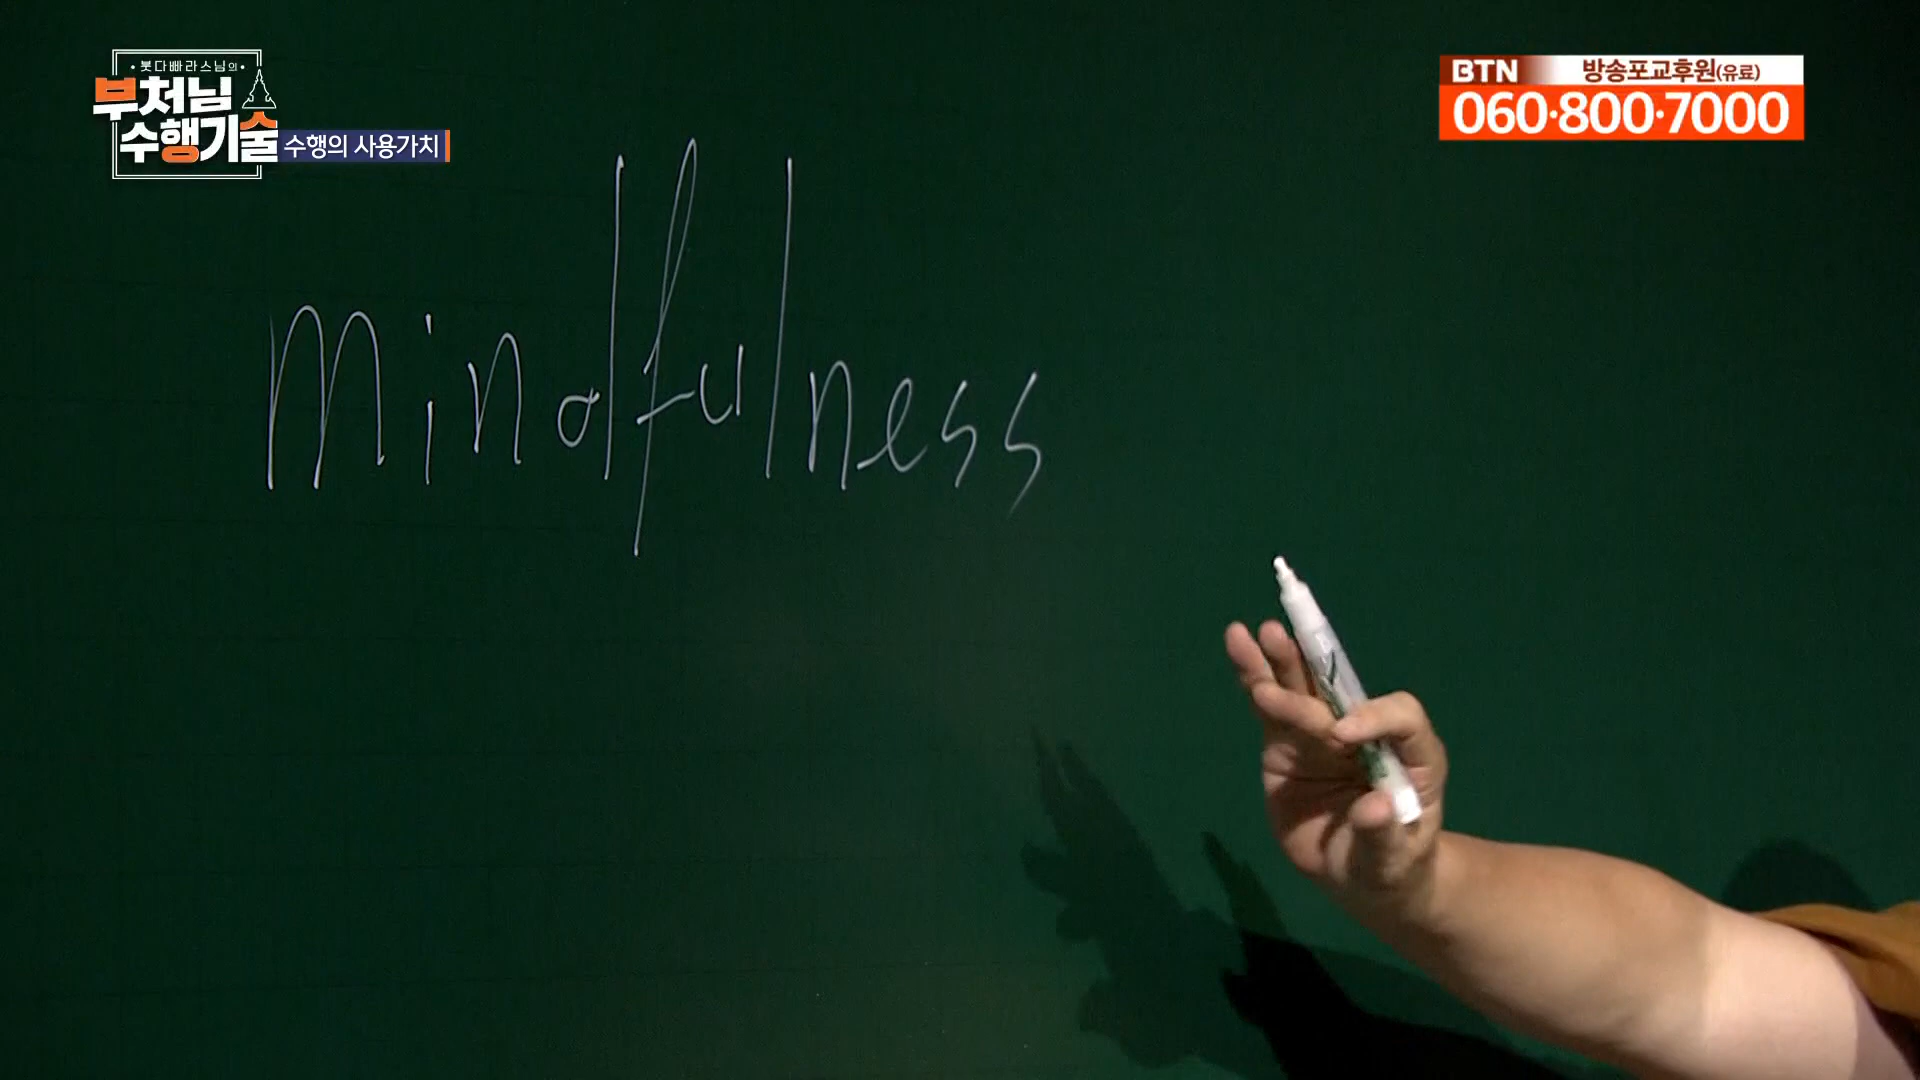 •붓다빠라스님의•
부처님
수행기술
수행의 사용가치
BTN 방송포교후원(유료)
060·800·7000
mindfulness